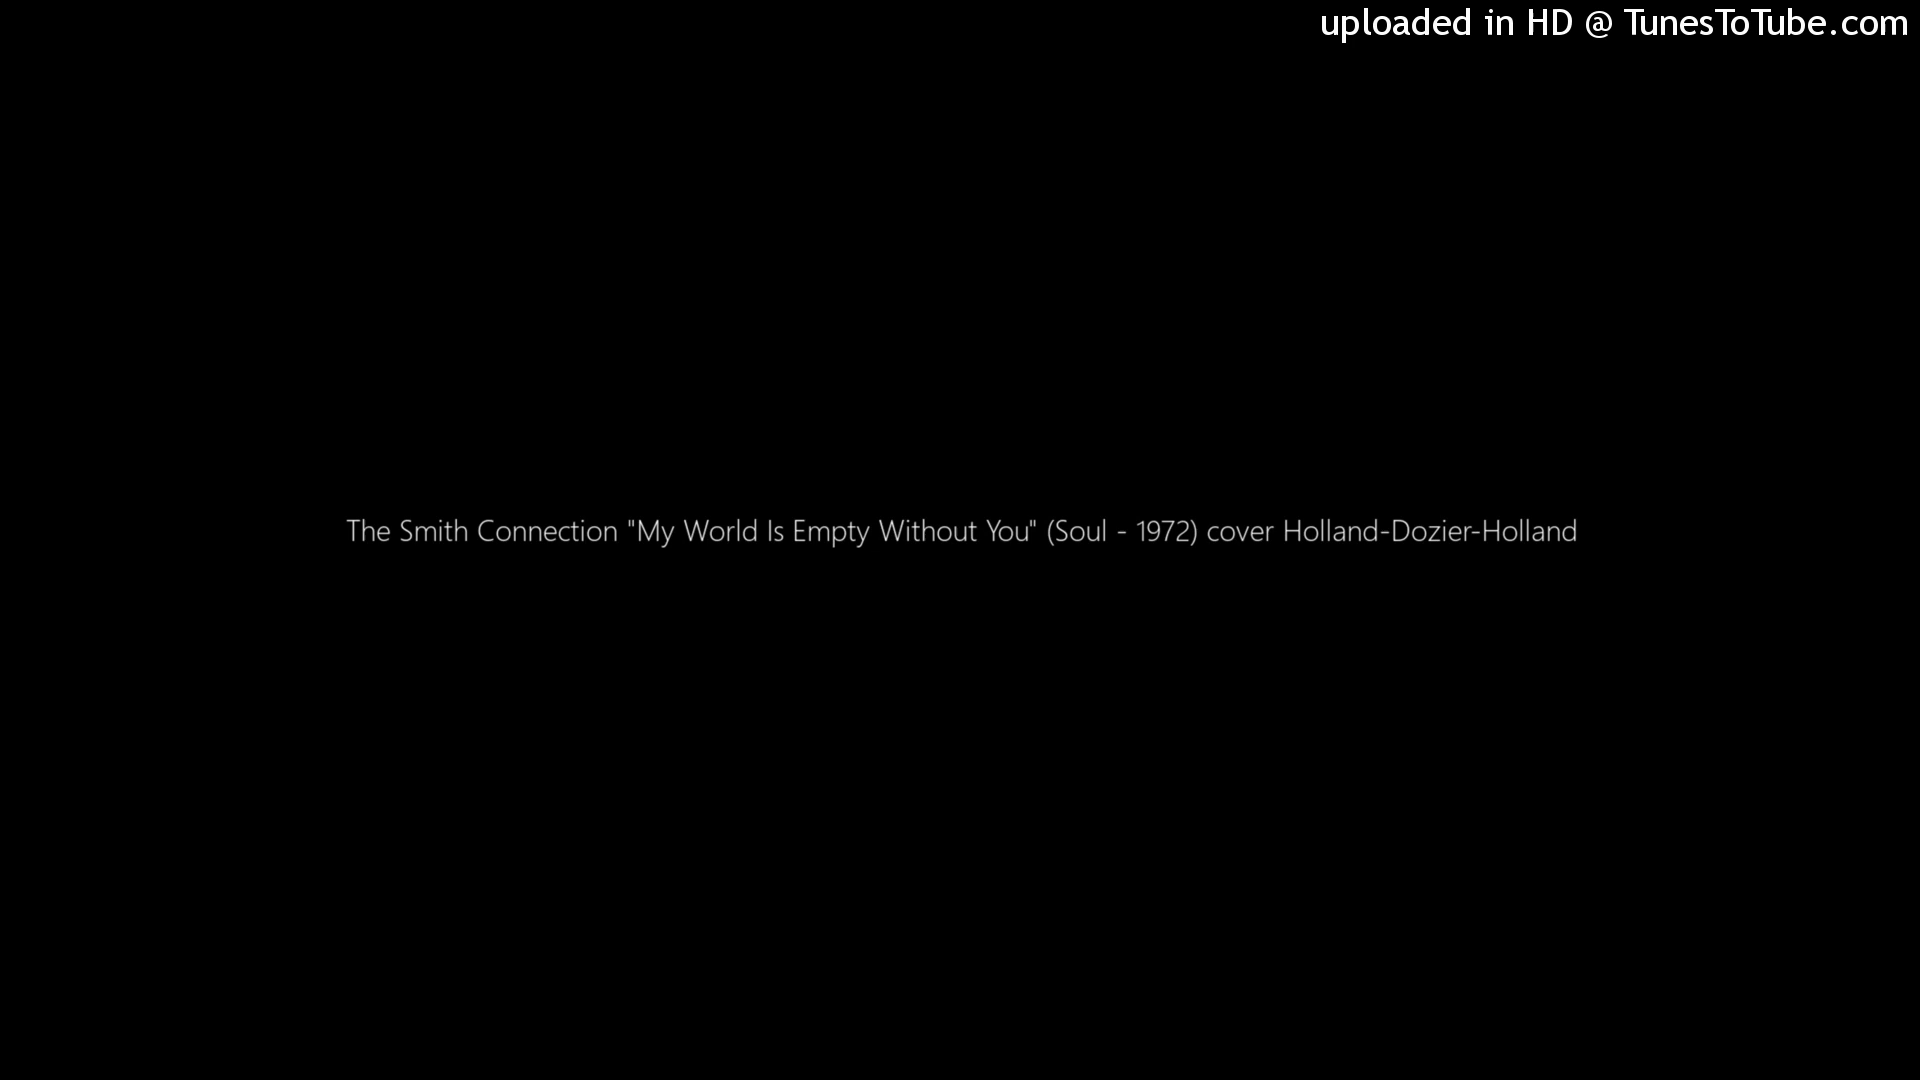 uploaded in HD @ TunesToTube.com
The Smith Connection "My World Is Empty Without You" (Soul - 1972) cover Holland-Dozier-Holland